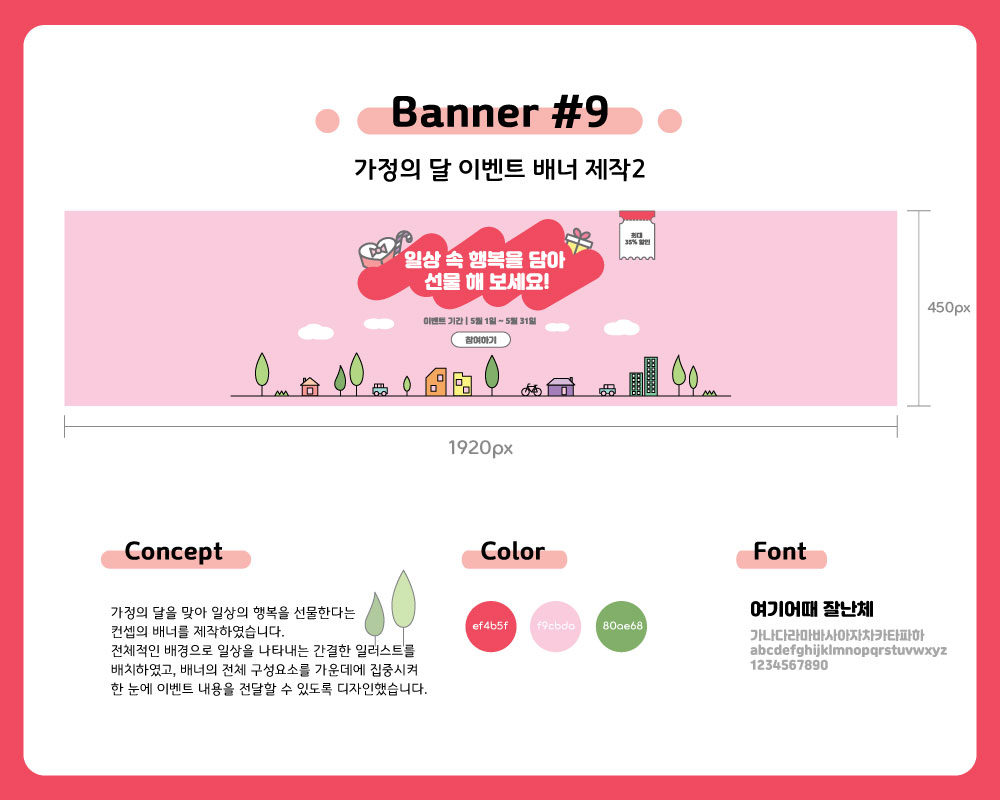 Banner #9
가정의 달 이벤트 배너 제작2
최대
35% 할인
일상 속 행복을 담아
선물 해 보세요!
이벤트 기간 | 5월 1일 ~ 5월 31일
참여하기
450px
1920px
Concept
가정의 달을 맞아 일상의 행복을 선물한다는
컨셉의 배너를 제작하였습니다.
전체적인 배경으로 일상을 나타내는 간결한 일러스트를
배치하였고, 배너의 전체 구성요소를 가운데에 집중시켜
한 눈에 이벤트 내용을 전달할 수 있도록 디자인했습니다.
Color
ef4b5f
f9cbda
80ae68
Font
여기어때 잘난체
가나다라마바사아자차카타파하
abcdefghijklmnopqrstuvwxyz
1234567890